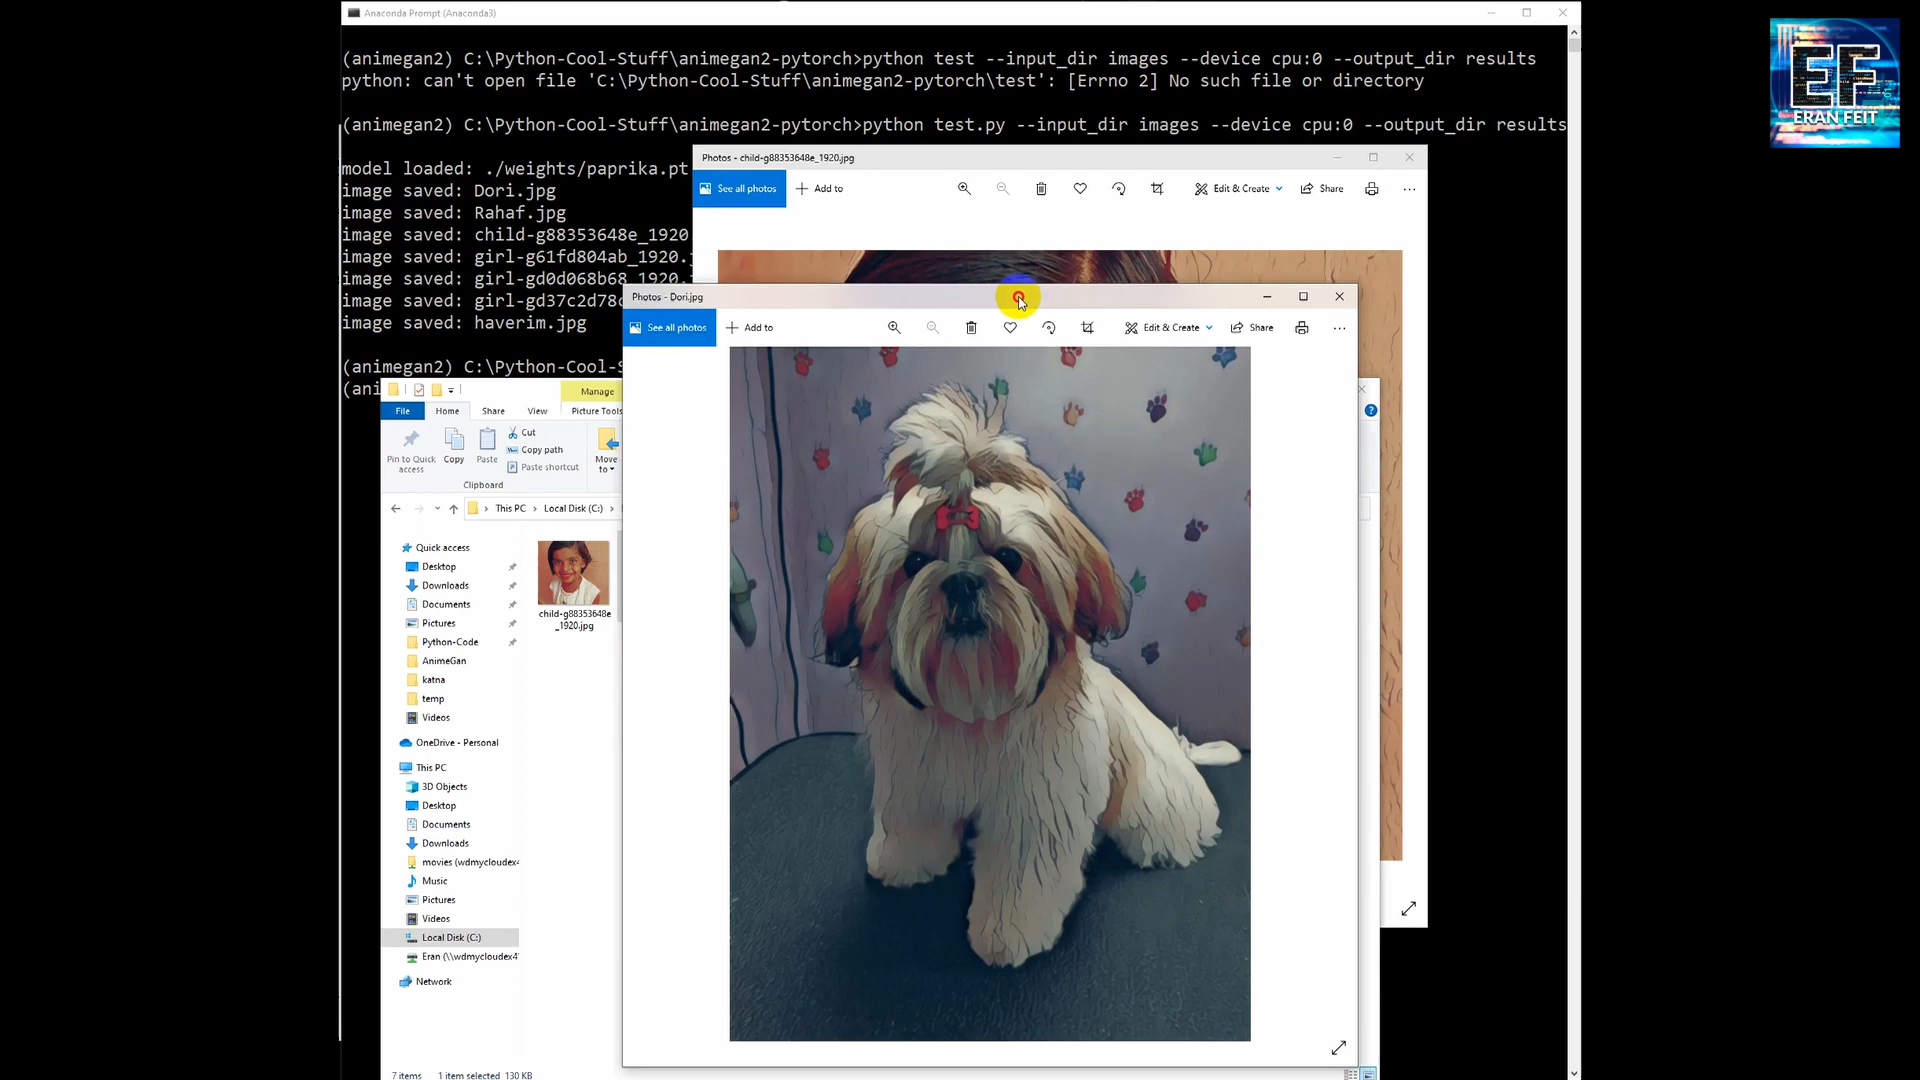 Anaconda Prompt (Anaconda3)
(animegan2) C:\Python-Cool-Stuff\animegan2-pytorch>python test --input_dir images --device cpu:0 --output_dir results
python: can't open file 'C:\Python-Cool-Stuff\animegan2-pytorch\test': [Errno 2] No such file or directory
(animegan2) C:\Python-Cool-Stuff\animegan2-pytorch>python test.py --input_dir images --device cpu:0 --output_dir results
model loaded: ./weights/paprika.pt
image saved: Dori.jpg
image saved: Rahaf.jpg
image saved: child-g88353648e_1920
image saved: girl-g61fd804ab_1920.
image saved: girl-gd0d068b68_1920.
image saved: girl-gd37c2d78c
image saved: haverim.jpg
(animegan2) C:\Python-Cool-S
(ani
EF
ERAN FEIT
Photos - child-g88353648e_1920.jpg
See all photos
Add to
Edit & Create
Share
Photos - Dori.jpg
See all photos
Add to
Edit & Create
Share
Manage
File
Home
Share
View
Picture Tools
Pin to Quick access
Copy
Paste
Cut
Copy path
Paste shortcut
Move to
Clipboard
This PC
Local Disk (C:)
Quick access
Desktop
Downloads
Documents
Pictures
Python-Code
AnimeGan
katna
temp
Videos
OneDrive - Personal
This PC
3D Objects
Desktop
Documents
Downloads
movies (wdmycloudex4
Music
Pictures
Videos
Local Disk (C:)
Eran (\\wdmycloudex4
Network
child-g88353648e
_1920.jpg
7 items
1 item selected 130 KB